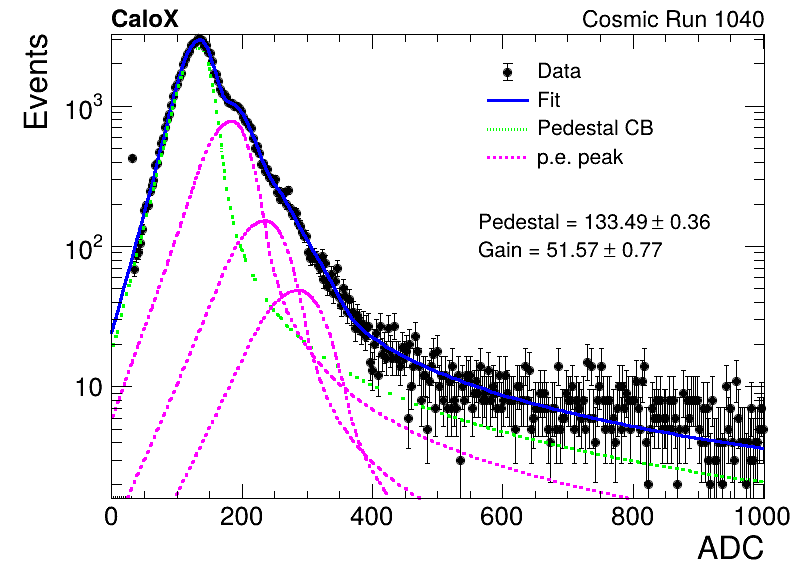 CaloX
Cosmic Run 1040
Events
Data
Fit
Pedestal CB
p.e. peak
Pedestal = 133.49 ± 0.36
Gain = 51.57 ± 0.77
10³
10²
10
0 200 400 600 800 1000
ADC